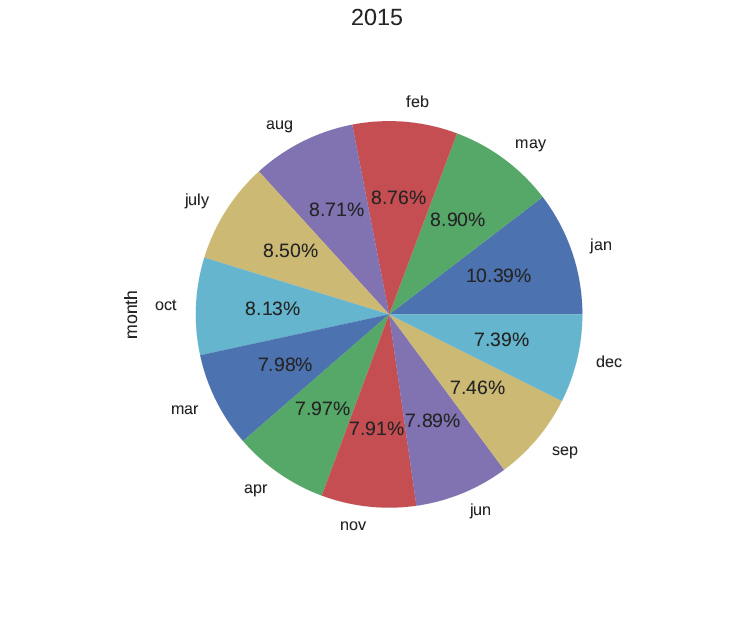 2015
feb
aug
may
july
jan
oct
month
dec
mar
sep
apr
jun
nov
8.76%
8.71%
8.90%
8.50%
10.39%
8.13%
7.39%
7.98%
7.46%
7.97%
7.89%
7.91%